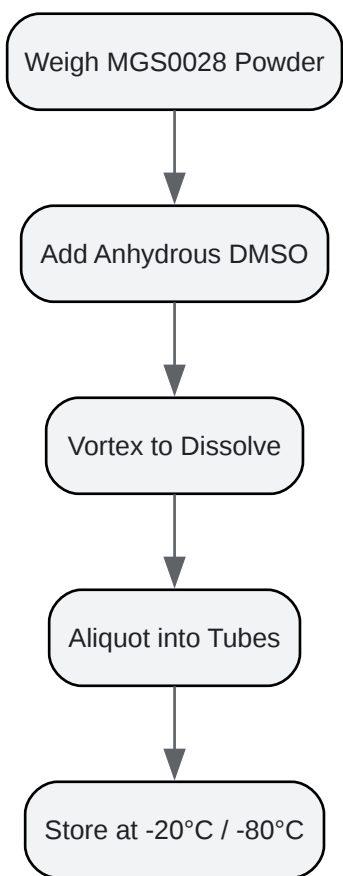 Weigh MGS0028 Powder
Add Anhydrous DMSO
Vortex to Dissolve
Aliquot into Tubes
Store at -20°C / -80°C